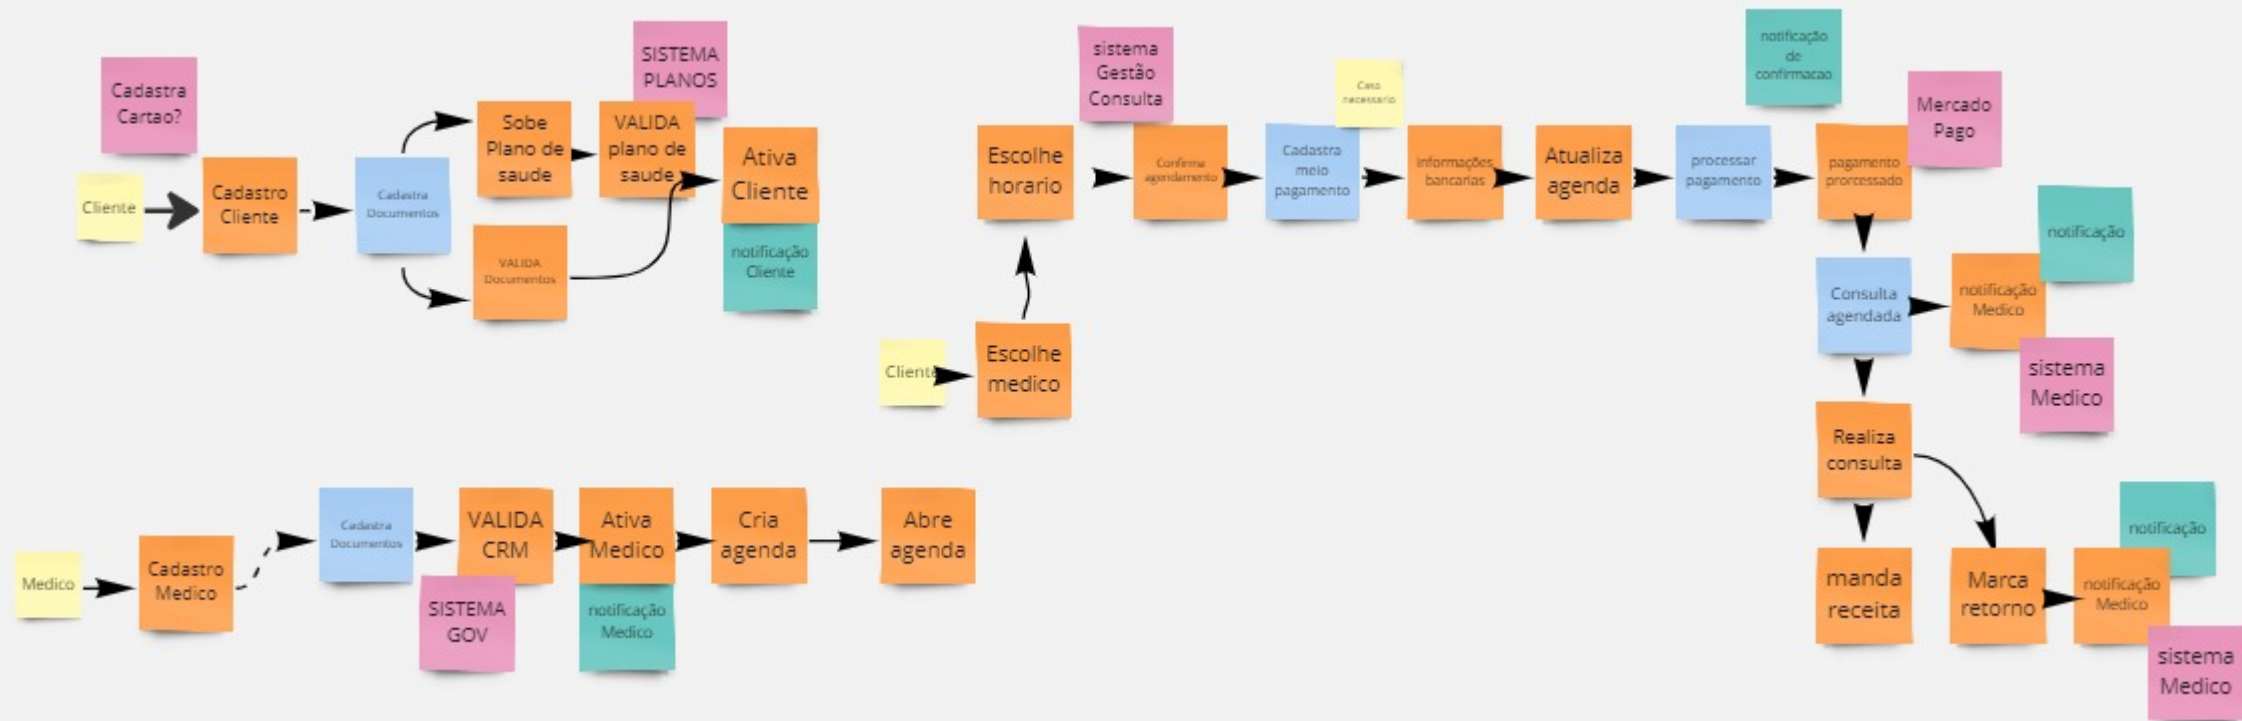 Cadastra
Cartao?
Cliente
Cadastro
Cliente
Cadastra
Documentos
Sobe
Plano de
saude
SISTEMA
PLANOS
VALIDA
plano de
saude
VALIDA
Documentos
Ativa
Cliente
notificação
Cliente
Cliente
Escolhe
medico
Escolhe
horario
sistema
Gestão
Consulta
Confirma
agendamento
Cadastra
meio
pagamento
Caso
necessario
informações
bancarias
Atualiza
agenda
processar
pagamento
notificação
de
confirmacao
Mercado
Pago
pagamento
prorcessado
Consulta
agendada
notificação
notificação
Medico
sistema
Medico
Realiza
consulta
manda
receita
Marca
retorno
notificação
notificação
Medico
sistema
Medico
Medico
Cadastro
Medico
Cadastra
Documentos
VALIDA
CRM
SISTEMA
GOV
Ativa
Medico
notificação
Medico
Cria
agenda
Abre
agenda